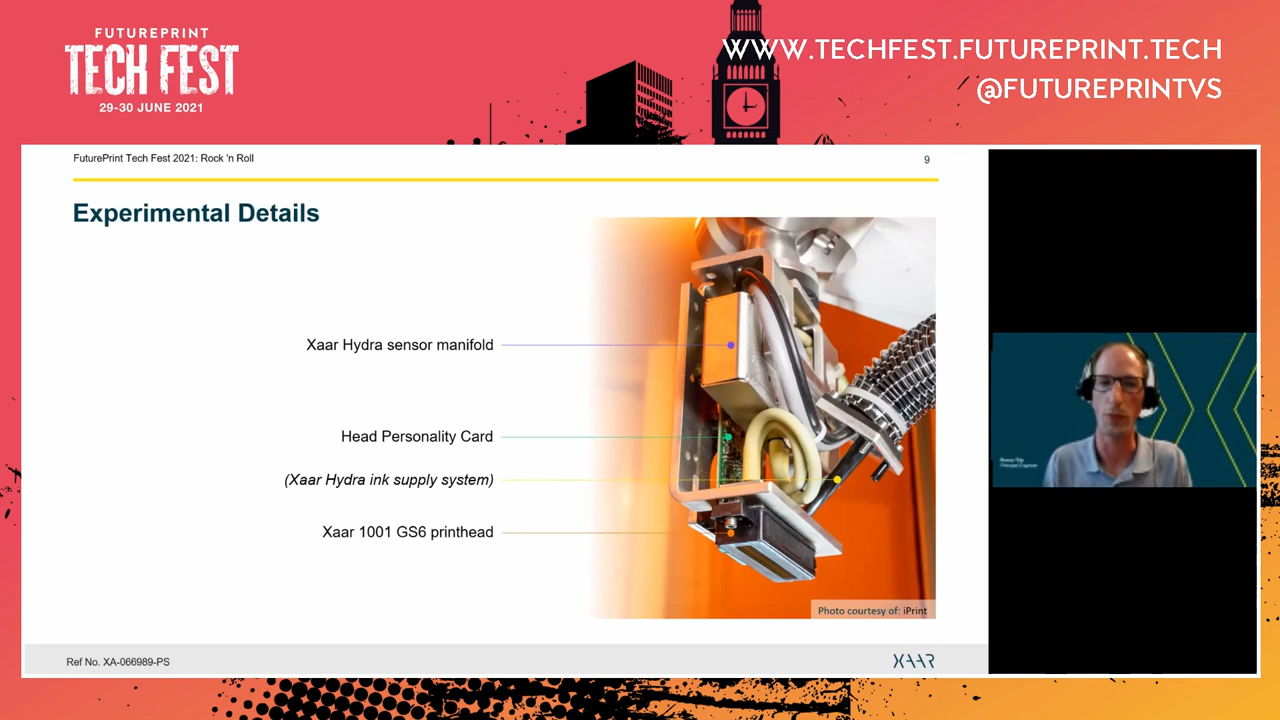 FUTUREPRINT
TECH FEST
29-30 JUNE 2021
WWW.TECHFEST.FUTUREPRINT.TECH
@FUTUREPRINTVS
FuturePrint Tech Fest 2021: Rock 'n Roll
9
Experimental Details
Xaar Hydra sensor manifold
Head Personality Card
(Xaar Hydra ink supply system)
Xaar 1001 GS6 printhead
Photo courtesy of: iPrint
Ref No. XA-066989-PS
XAAR
Principal Engineer